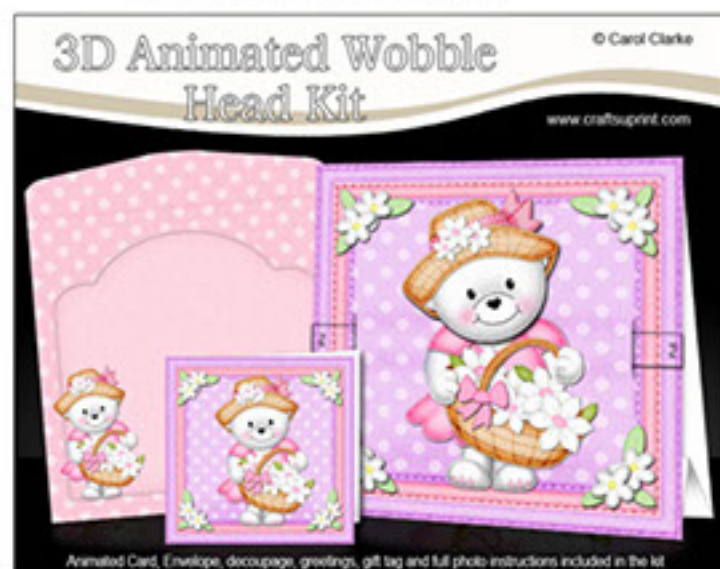 3D Animated Wobble
Head Kit
© Carol Clarke
www.craftsuprint.com
Pull
Animated Card, Envelope, decoupage, greetings, gift tag and full photo instructions included in the kit